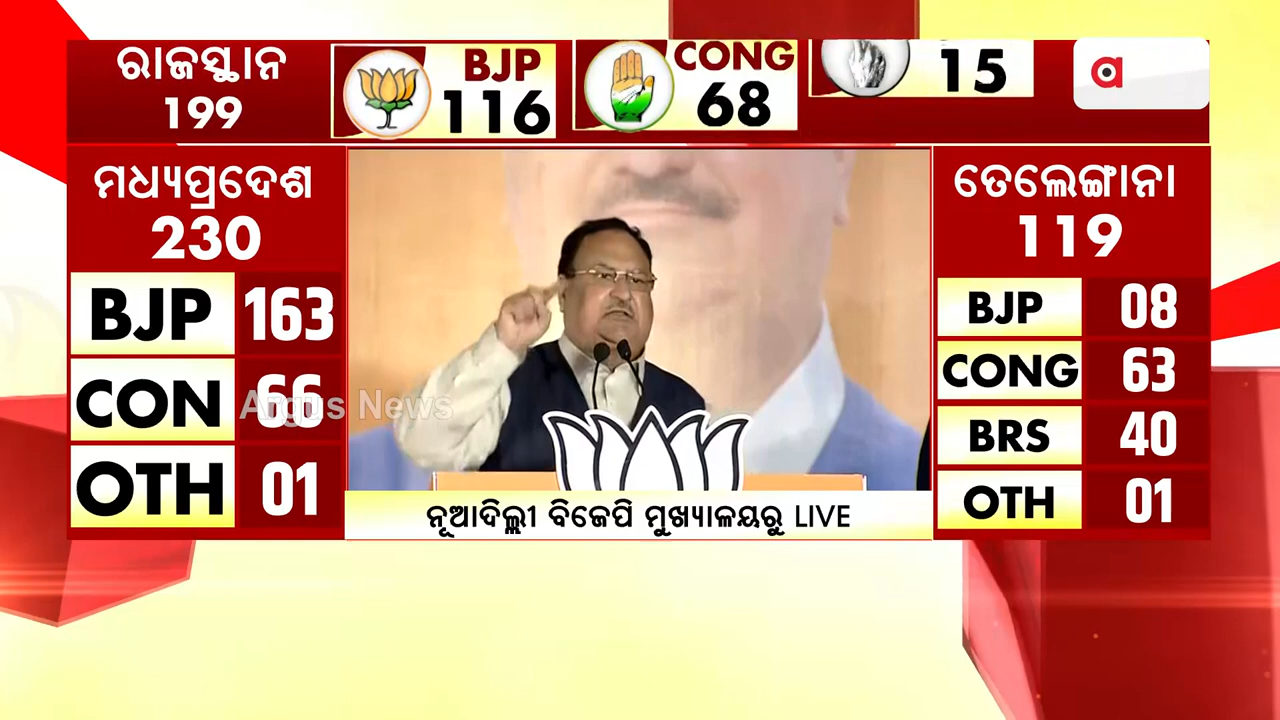 ରାଜସ୍ଥାନ
199
BJP
116
CONG
68
15
a
ମଧ୍ୟପ୍ରଦେଶ
230
BJP 163
CON 66
OTH 01
Argus News
ତେଲେଙ୍ଗାନା
119
BJP 08
CONG 63
BRS 40
OTH 01
ନୂଆଦିଲ୍ଲୀ ବିଜେପି ମୁଖ୍ୟାଳୟରୁ LIVE